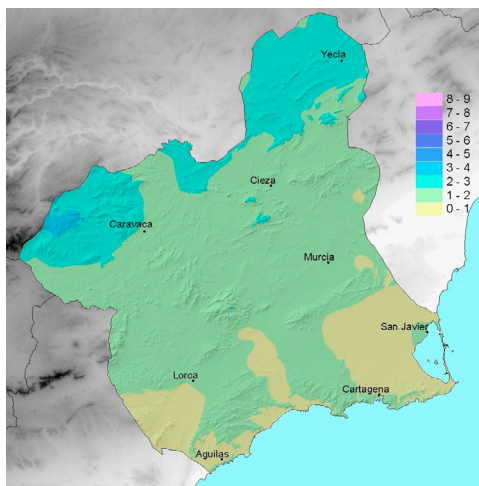 Yecla
8 - 9
7 - 8
6 - 7
5 - 6
4 - 5
3 - 4
2 - 3
1 - 2
0 - 1
Cieza
Caravaca
Murcia
San Javier
Lorca
Cartagena
Aguilas